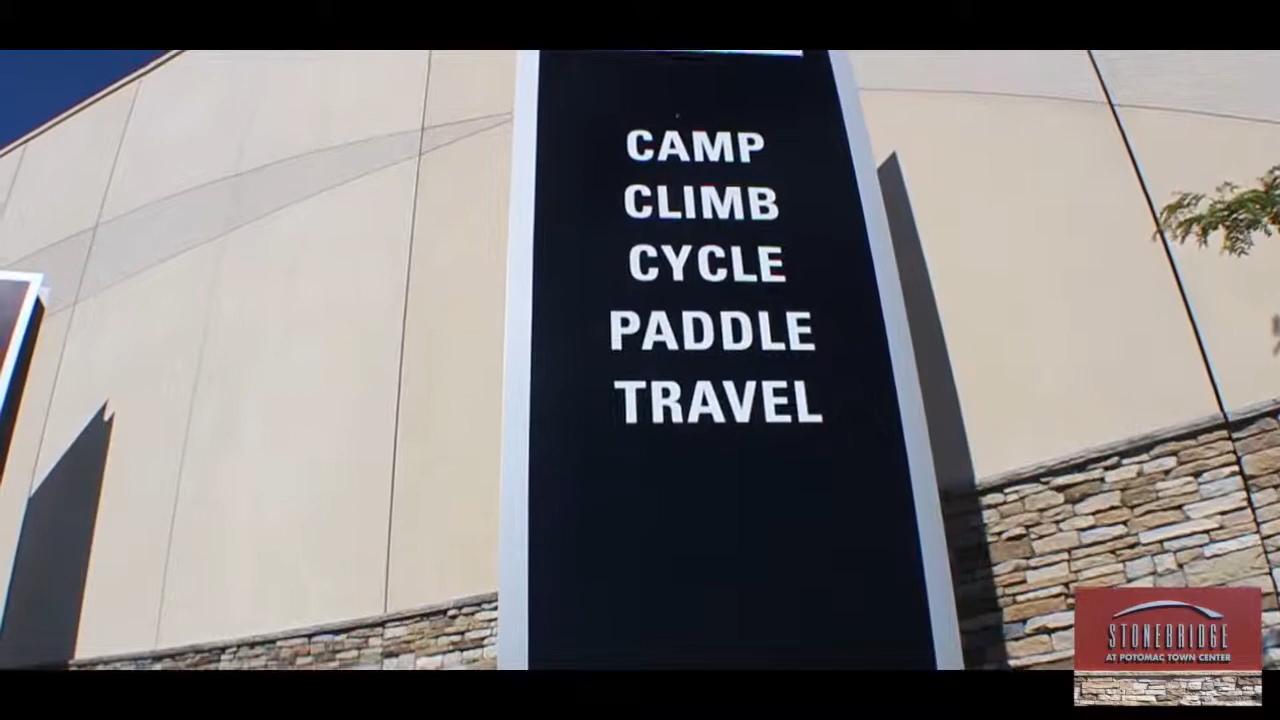 CAMP
CLIMB
CYCLE
PADDLE
TRAVEL
STONEBRIDGE
AT POTOMAC TOWN CENTER